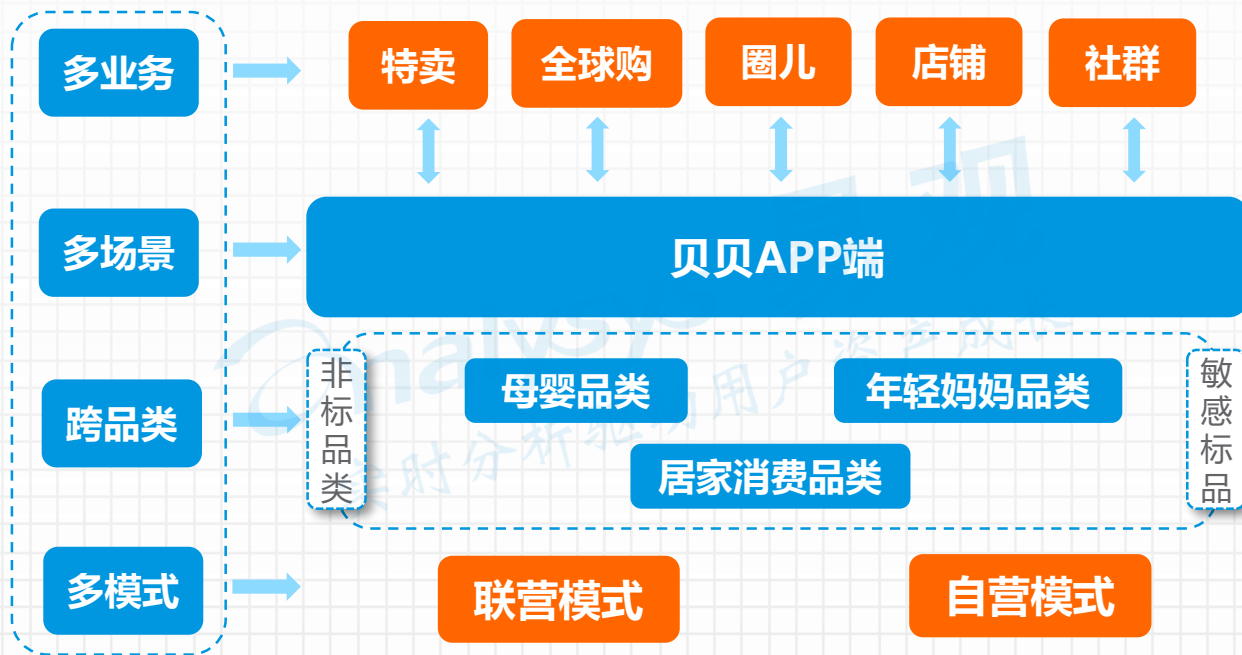 多业务
特卖
全球购
圈儿
店铺
社群
多场景
贝贝APP端
跨品类
非标品类
母婴品类
年轻妈妈品类
居家消费品类
敏感标品
多模式
联营模式
自营模式